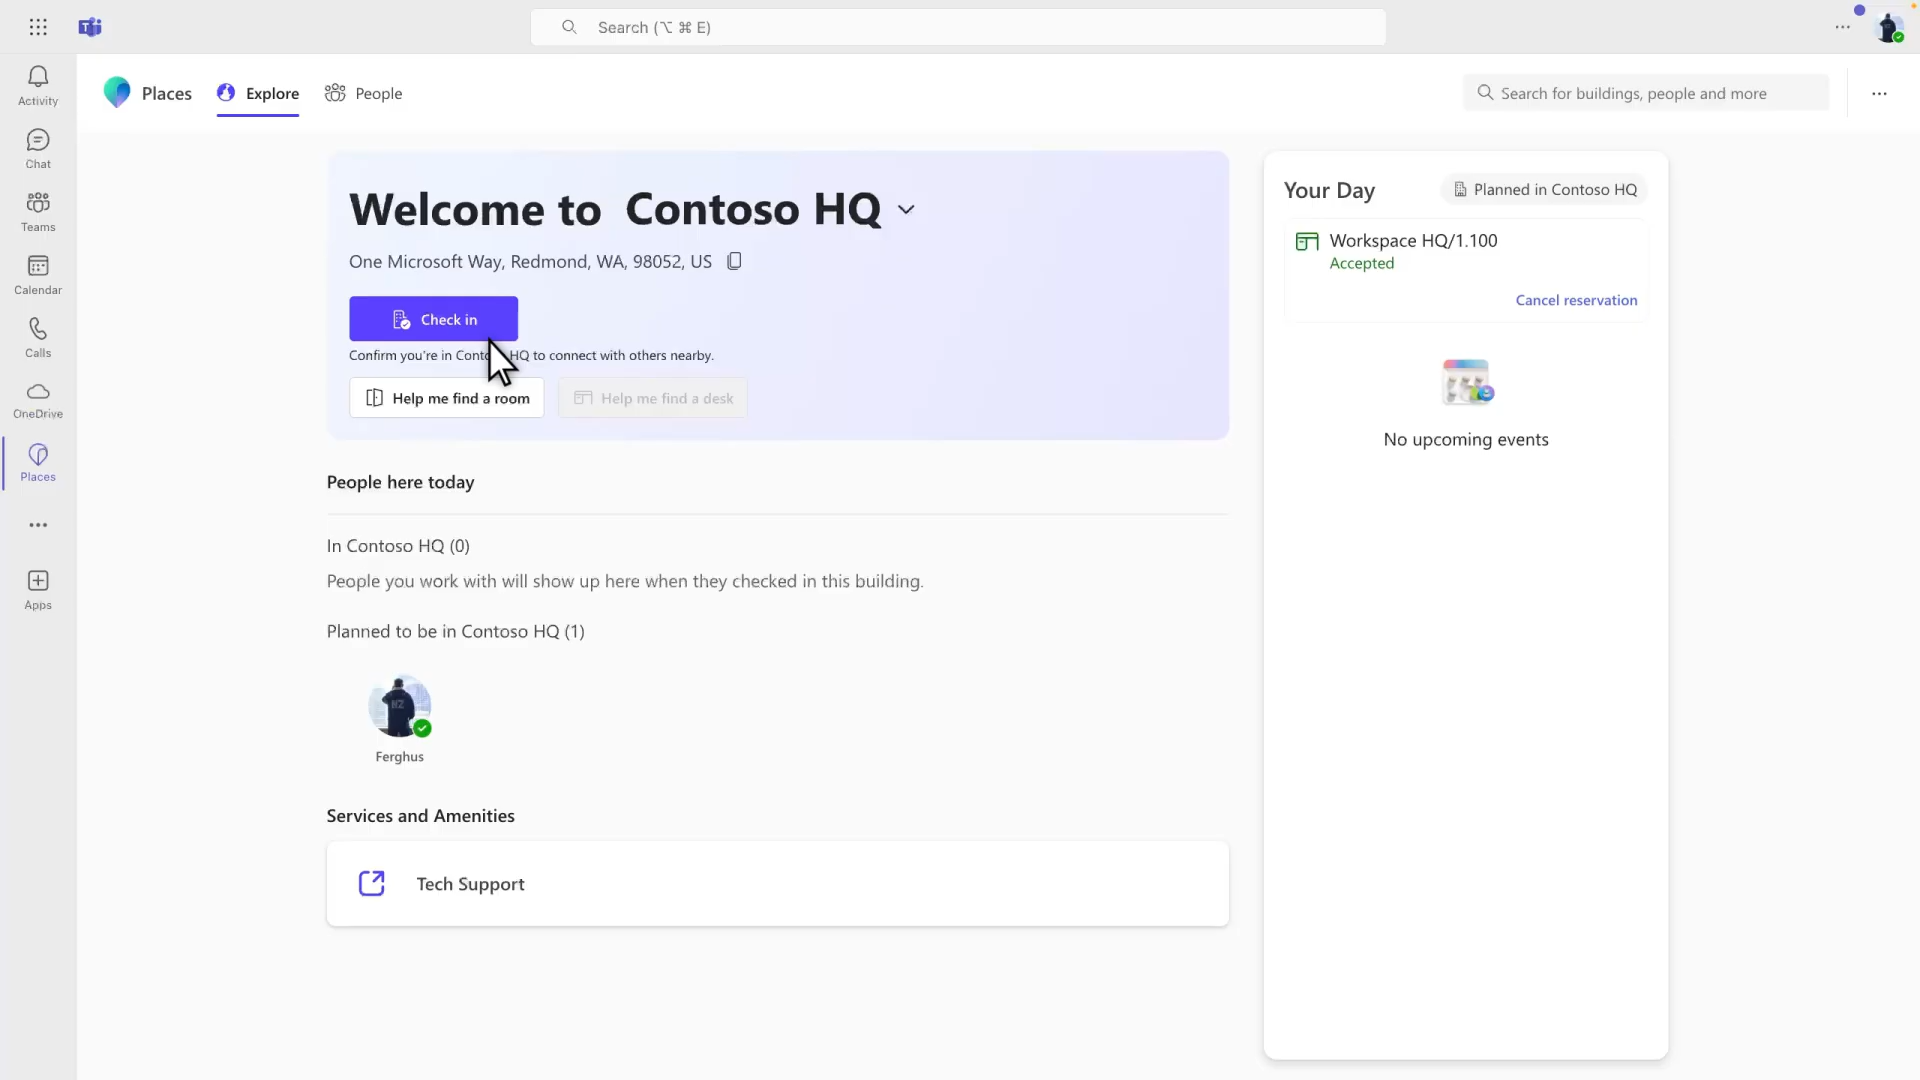 Search (⌥ ⌘ E)
Activity
Chat
Teams
Calendar
Calls
OneDrive
Places
Apps
Places
Explore
People
Search for buildings, people and more
Welcome to Contoso HQ
One Microsoft Way, Redmond, WA, 98052, US
Check in
Confirm you're in Conto HQ to connect with others nearby.
Help me find a room
Help me find a desk
People here today
In Contoso HQ (0)
People you work with will show up here when they checked in this building.
Planned to be in Contoso HQ (1)
NZ
Ferghus
Services and Amenities
Tech Support
Your Day
Planned in Contoso HQ
Workspace HQ/1.100
Accepted
Cancel reservation
No upcoming events